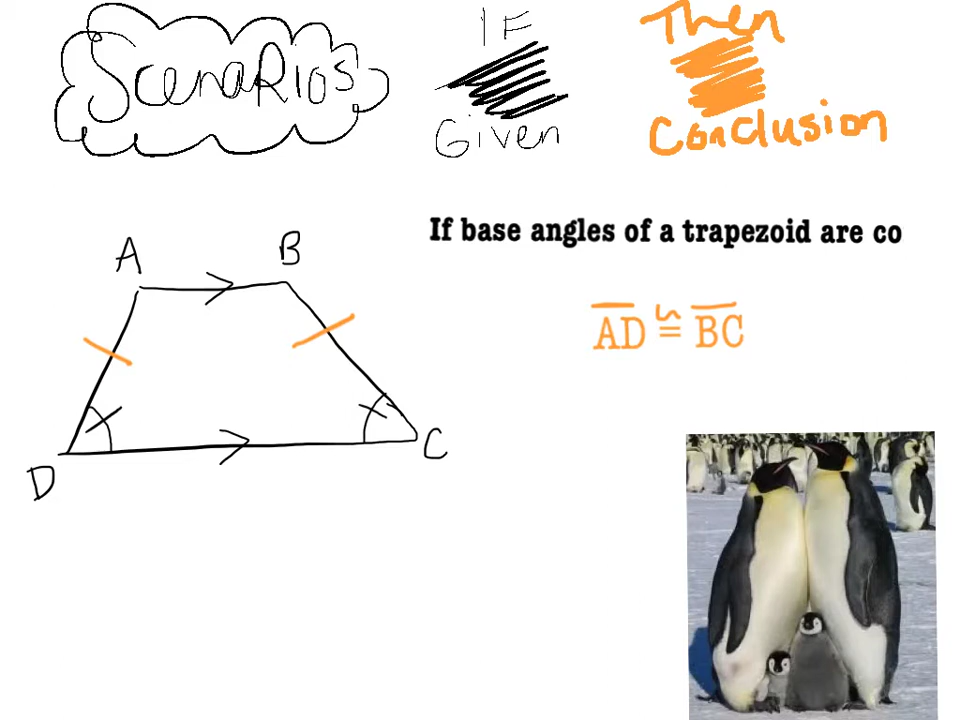 ScenaRios
IF
Given
Then
Conclusion
If base angles of a trapezoid are co
AD ≅ BC
A
B
C
D